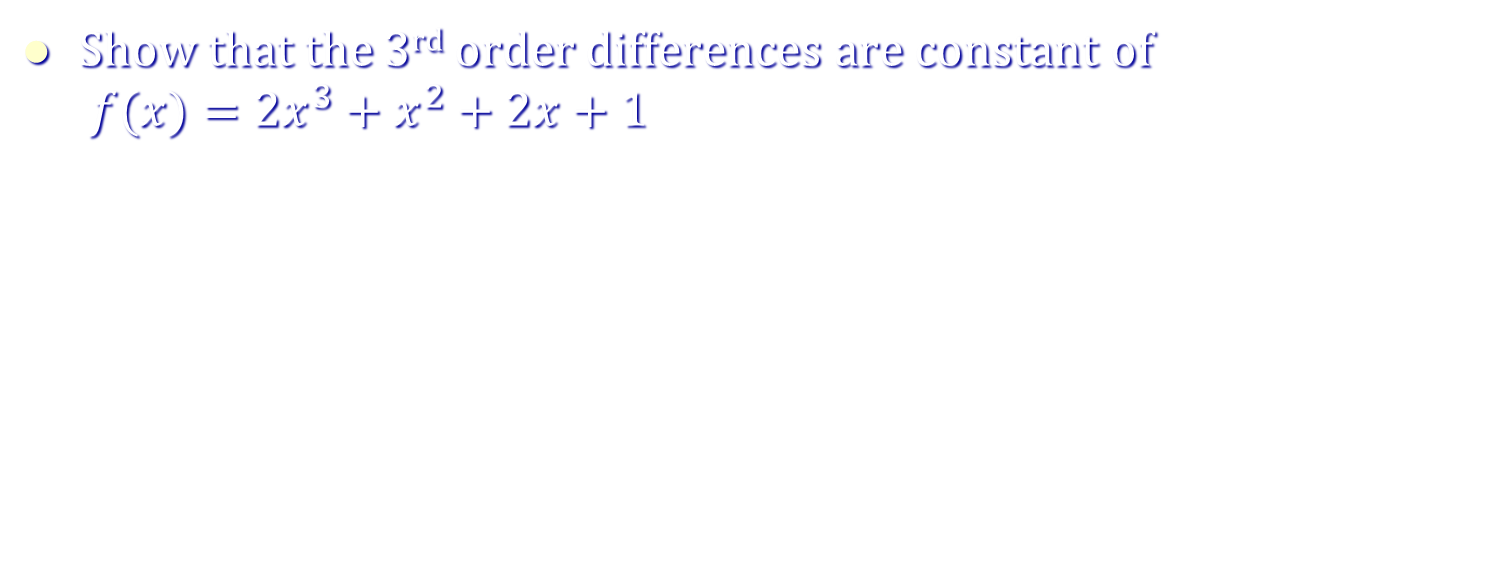 • Show that the 3ʳᵈ order differences are constant of
f(x) = 2x³ + x² + 2x + 1